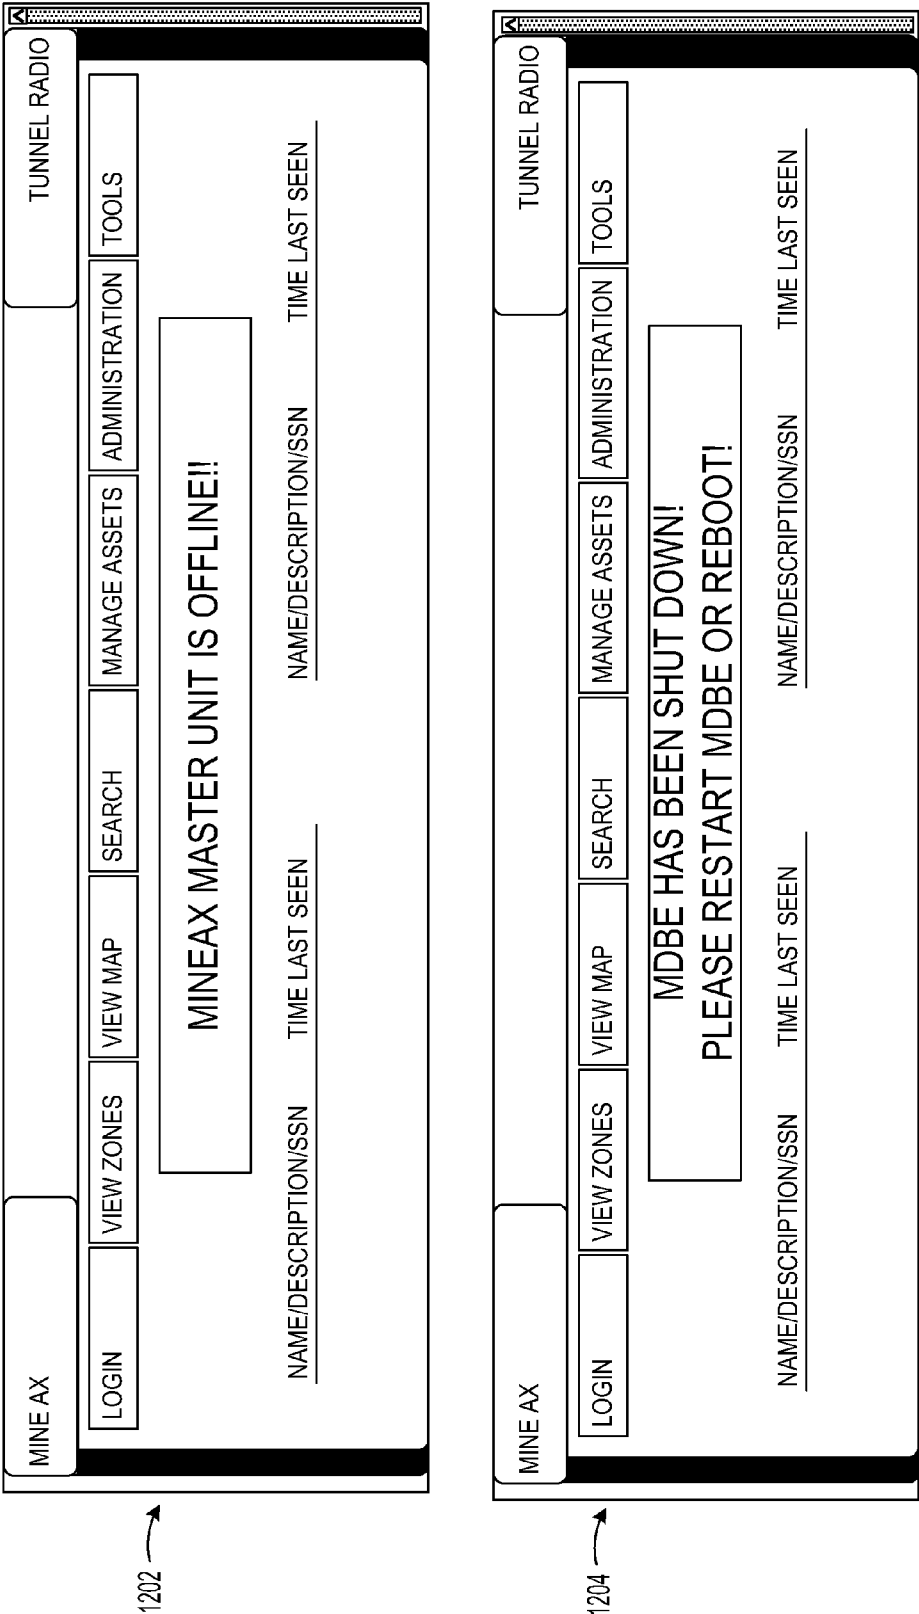 MINE AX
TUNNEL RADIO
LOGIN VIEW ZONES VIEW MAP SEARCH MANAGE ASSETS ADMINISTRATION TOOLS
MINEAX MASTER UNIT IS OFFLINE!!
NAME/DESCRIPTION/SSN TIME LAST SEEN NAME/DESCRIPTION/SSN TIME LAST SEEN
1202
MINE AX
TUNNEL RADIO
LOGIN VIEW ZONES VIEW MAP SEARCH MANAGE ASSETS ADMINISTRATION TOOLS
MDBE HAS BEEN SHUT DOWN!
PLEASE RESTART MDBE OR REBOOT!
NAME/DESCRIPTION/SSN TIME LAST SEEN NAME/DESCRIPTION/SSN TIME LAST SEEN
1204